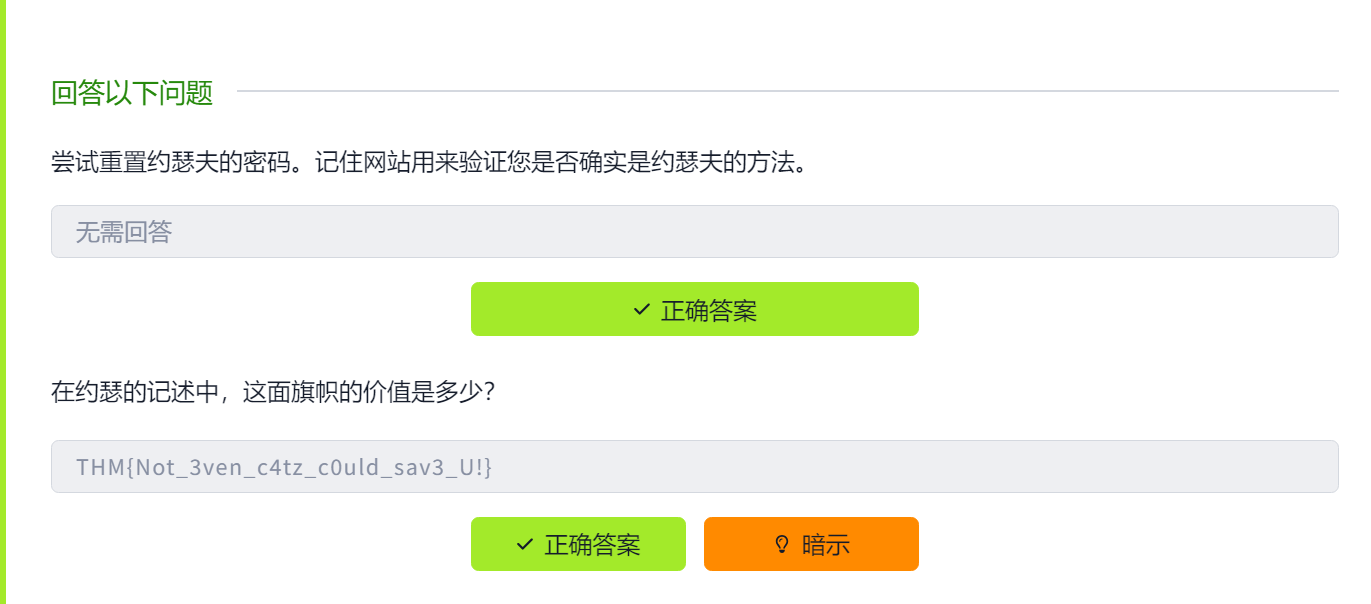 回答以下问题
尝试重置约瑟夫的密码。记住网站用来验证您是否确实是约瑟夫的方法。
无需回答
正确答案
在约瑟的记述中，这面旗帜的价值是多少？
THM{Not_3ven_c4tz_c0uld_sav3_U!}
正确答案
暗示